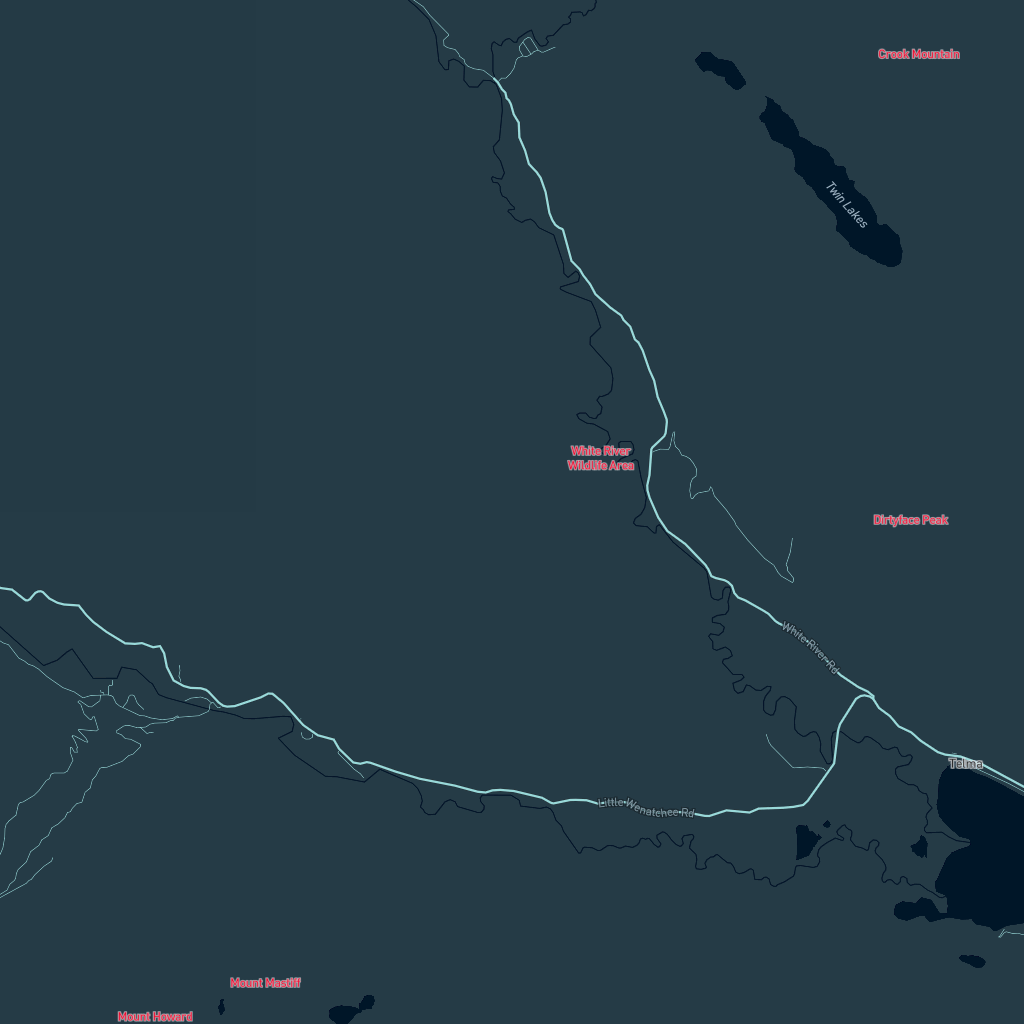 Crook Mountain
Twin Lakes
White River
Wildlife Area
Dirtyface Peak
White River Rd
Telma
Little Wenatchee Rd
Mount Mastiff
Mount Howard